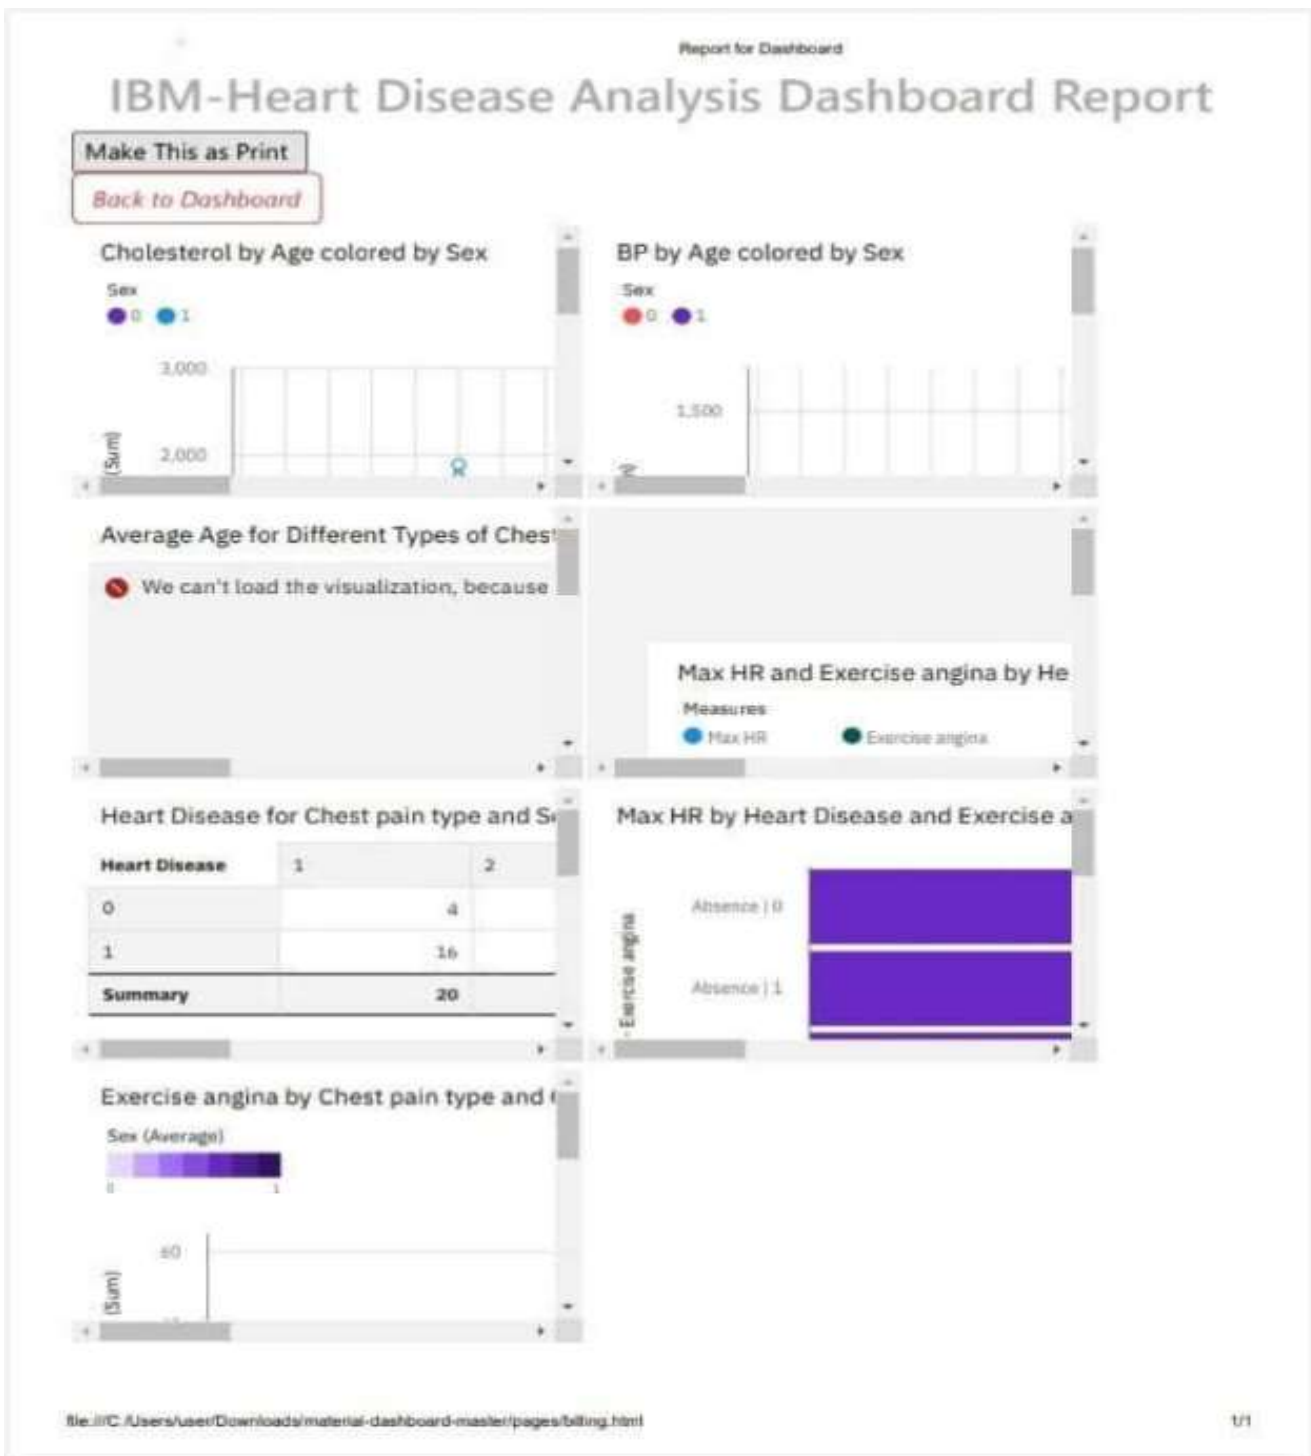 Report for Dashboard
IBM-Heart Disease Analysis Dashboard Report
Make This as Print
Back to Dashboard
Cholesterol by Age colored by Sex
Sex
0 1
3,000
2,000
(Sum)
BP by Age colored by Sex
Sex
0 1
1,500
Average Age for Different Types of Chest
We can't load the visualization, because
Max HR and Exercise angina by He
Measures
Max HR Exercise angina
Heart Disease for Chest pain type and Se
Heart Disease 1 2
0 4
1 16
Summary 20
Max HR by Heart Disease and Exercise a
Absence | 0
Absence | 1
- Exercise angina
Exercise angina by Chest pain type and
Sex (Average)
0 1
60
(Sum)
file:///C:/Users/user/Downloads/material-dashboard-master/pages/billing.html 1/1